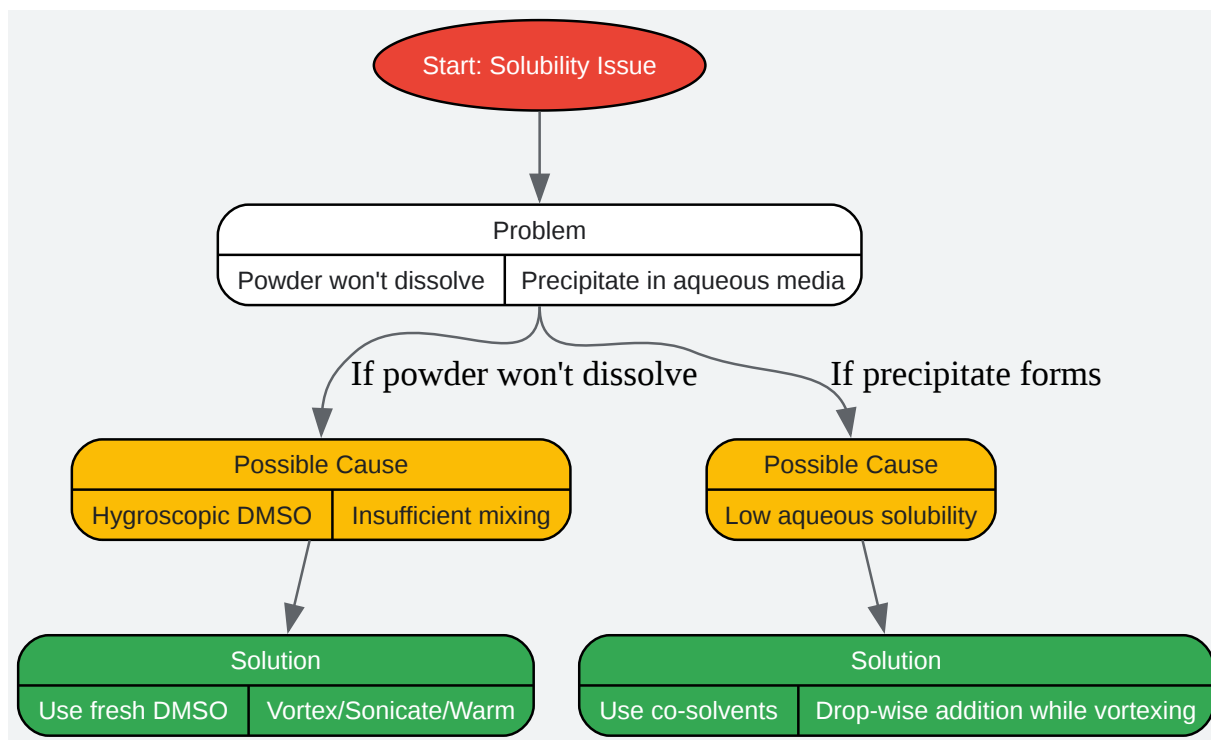 Start: Solubility Issue
Problem
Powder won't dissolve
Precipitate in aqueous media
If powder won't dissolve
If precipitate forms
Possible Cause
Hygroscopic DMSO
Insufficient mixing
Possible Cause
Low aqueous solubility
Solution
Use fresh DMSO
Vortex/Sonicate/Warm
Solution
Use co-solvents
Drop-wise addition while vortexing